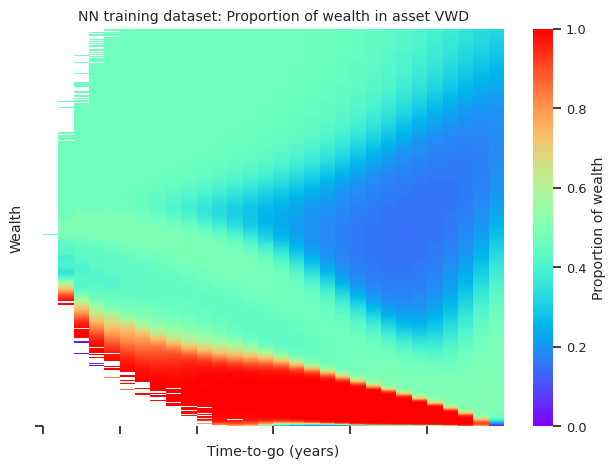 NN training dataset: Proportion of wealth in asset VWD
Wealth
Time-to-go (years)
1.0
0.8
0.6
0.4
0.2
0.0
Proportion of wealth